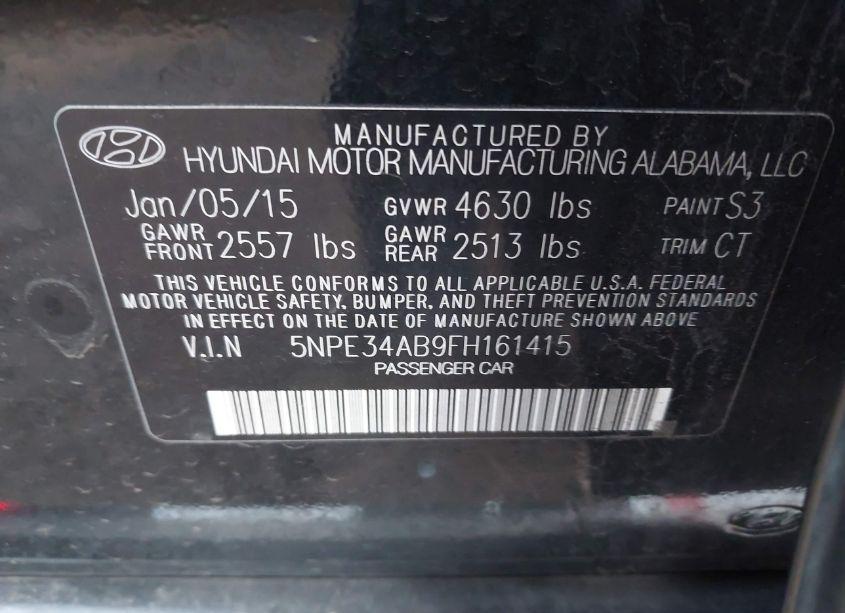 MANUFACTURED BY
HYUNDAI MOTOR MANUFACTURING ALABAMA, LLC
Jan/05/15 GVWR 4630 lbs PAINT S3
GAWR FRONT 2557 lbs GAWR REAR 2513 lbs TRIM CT
THIS VEHICLE CONFORMS TO ALL APPLICABLE U.S.A. FEDERAL
MOTOR VEHICLE SAFETY, BUMPER, AND THEFT PREVENTION STANDARDS
IN EFFECT ON THE DATE OF MANUFACTURE SHOWN ABOVE
V.I.N 5NPE34AB9FH161415
PASSENGER CAR